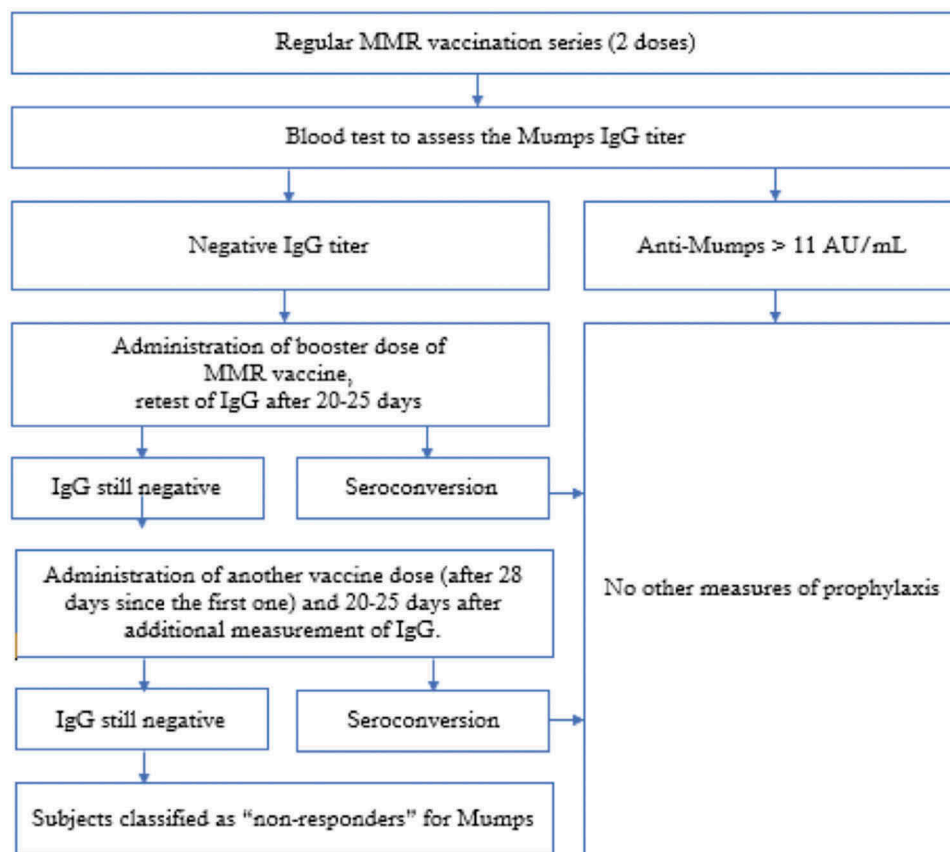 Regular MMR vaccination series (2 doses)
Blood test to assess the Mumps IgG titer
Negative IgG titer
Anti-Mumps > 11 AU/mL
Administration of booster dose of
MMR vaccine,
retest of IgG after 20-25 days
IgG still negative
Seroconversion
Administration of another vaccine dose (after 28
days since the first one) and 20-25 days after
additional measurement of IgG.
No other measures of prophylaxis
IgG still negative
Seroconversion
Subjects classified as “non-responders” for Mumps